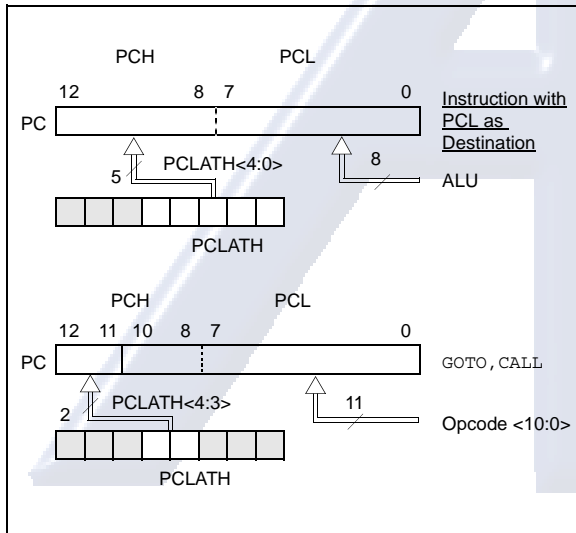 PCH PCL
12 8 7 0
PC
Instruction with
PCL as
Destination
5 PCLATH<4:0> 8
ALU
PCLATH
PCH PCL
12 11 10 8 7 0
PC GOTO,CALL
2 PCLATH<4:3> 11
Opcode <10:0>
PCLATH